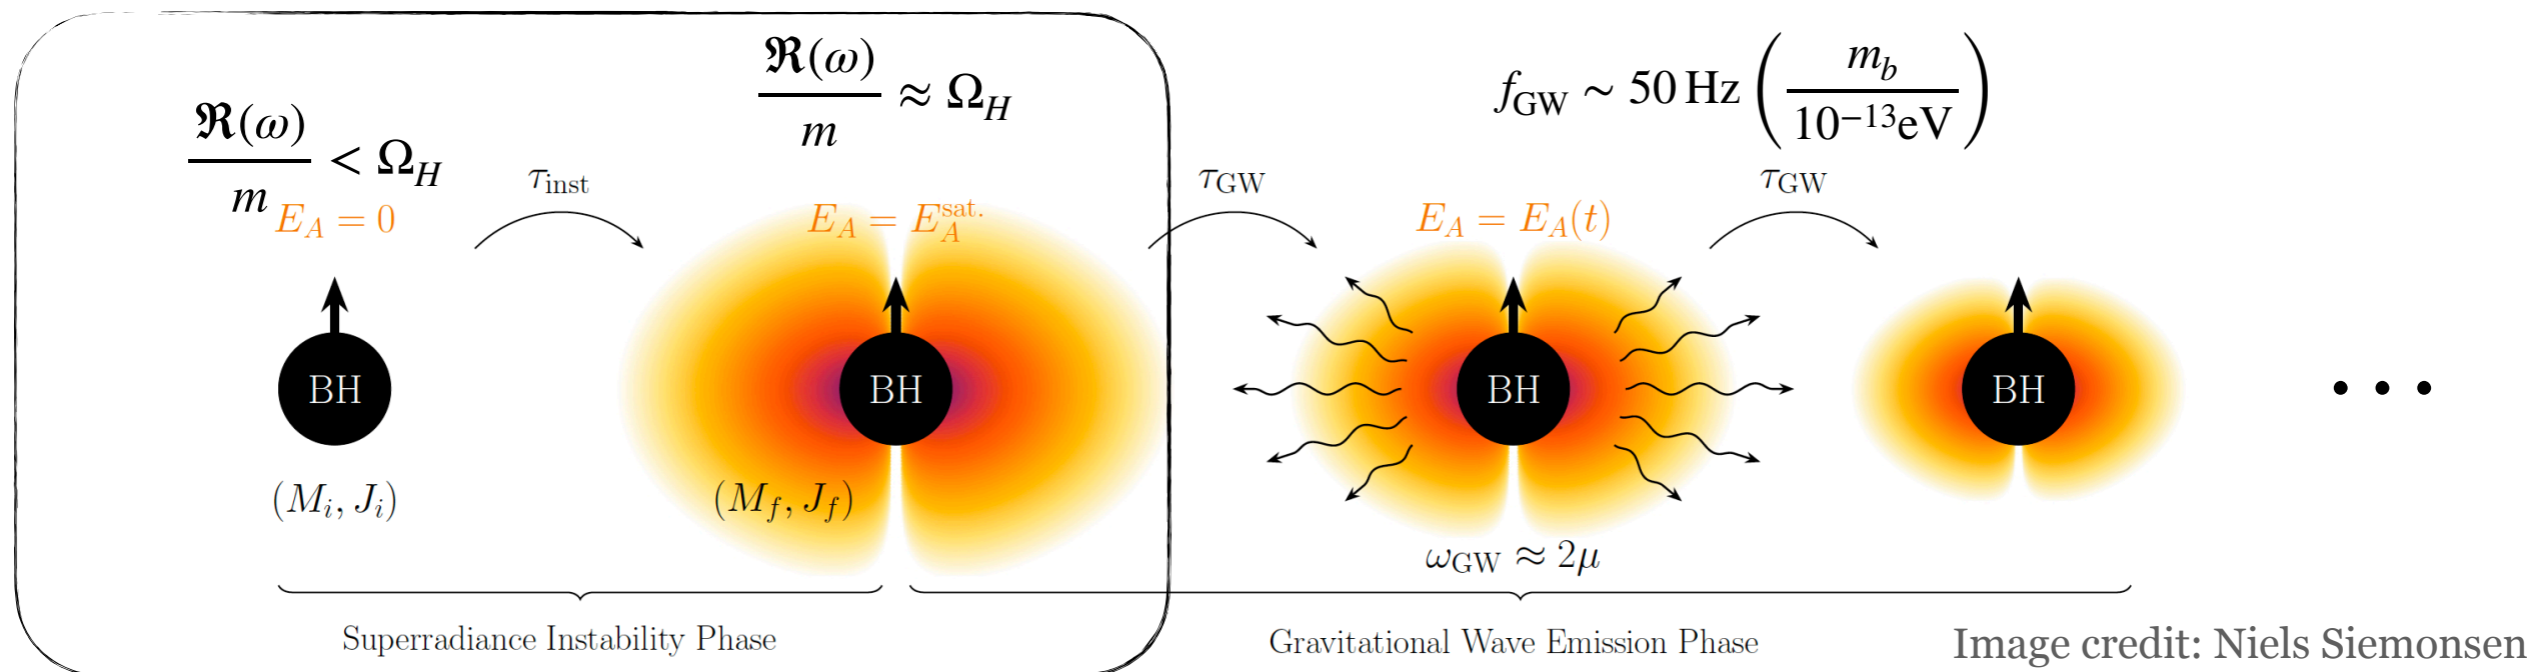 ℜ(ω)/m < Ω_H
E_A = 0
τ_inst
BH
(M_i, J_i)
ℜ(ω)/m ≈ Ω_H
E_A = E_A^sat.
BH
(M_f, J_f)
Superradiance Instability Phase
f_GW ∼ 50 Hz (m_b / 10^−13 eV)
τ_GW
E_A = E_A(t)
BH
ω_GW ≈ 2μ
τ_GW
BH
• • •
Gravitational Wave Emission Phase
Image credit: Niels Siemonsen